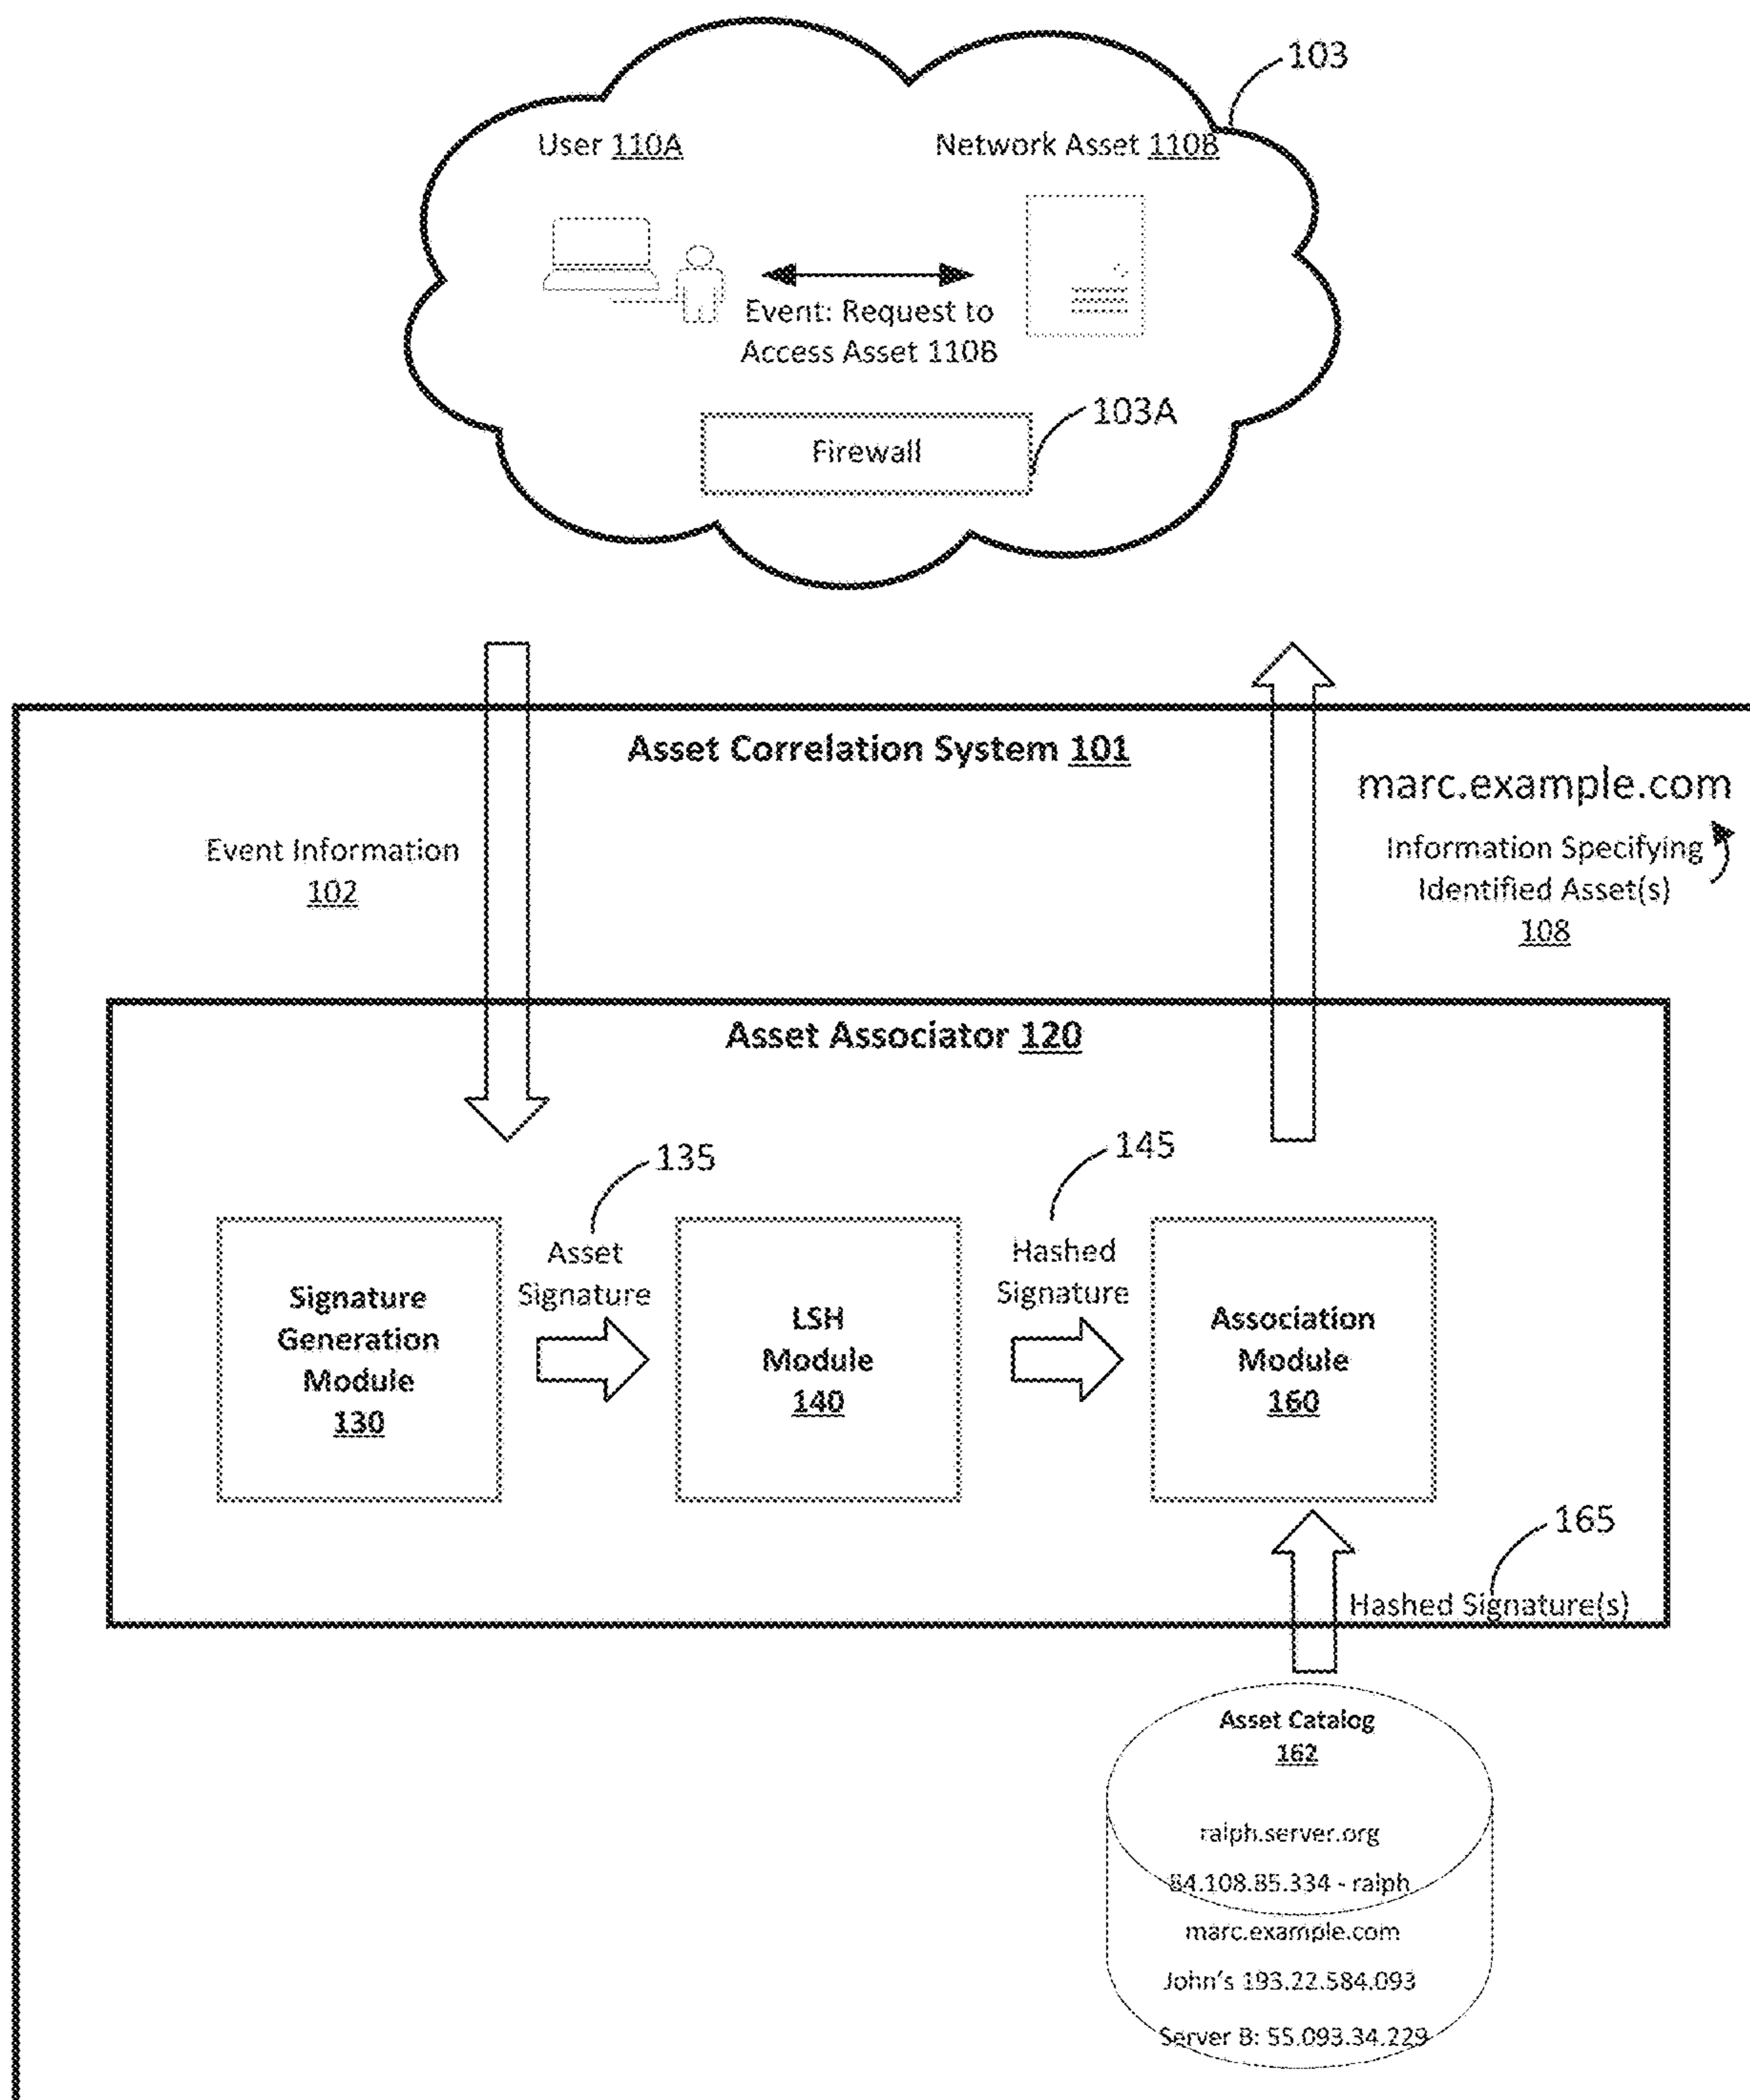 103
User 110A
Network Asset 110B
Event: Request to
Access Asset 110B
103A
Firewall
Asset Correlation System 101
marc.example.com
Event Information
102
Information Specifying
Identified Asset(s)
108
Asset Associator 120
135
145
Asset
Signature
Hashed
Signature
Signature
Generation
Module
130
LSH
Module
140
Association
Module
160
165
Hashed Signature(s)
Asset Catalog
162
ralph.server.org
84.108.85.334 - ralph
marc.example.com
John's 193.22.584.093
Server B: 55.093.34.229